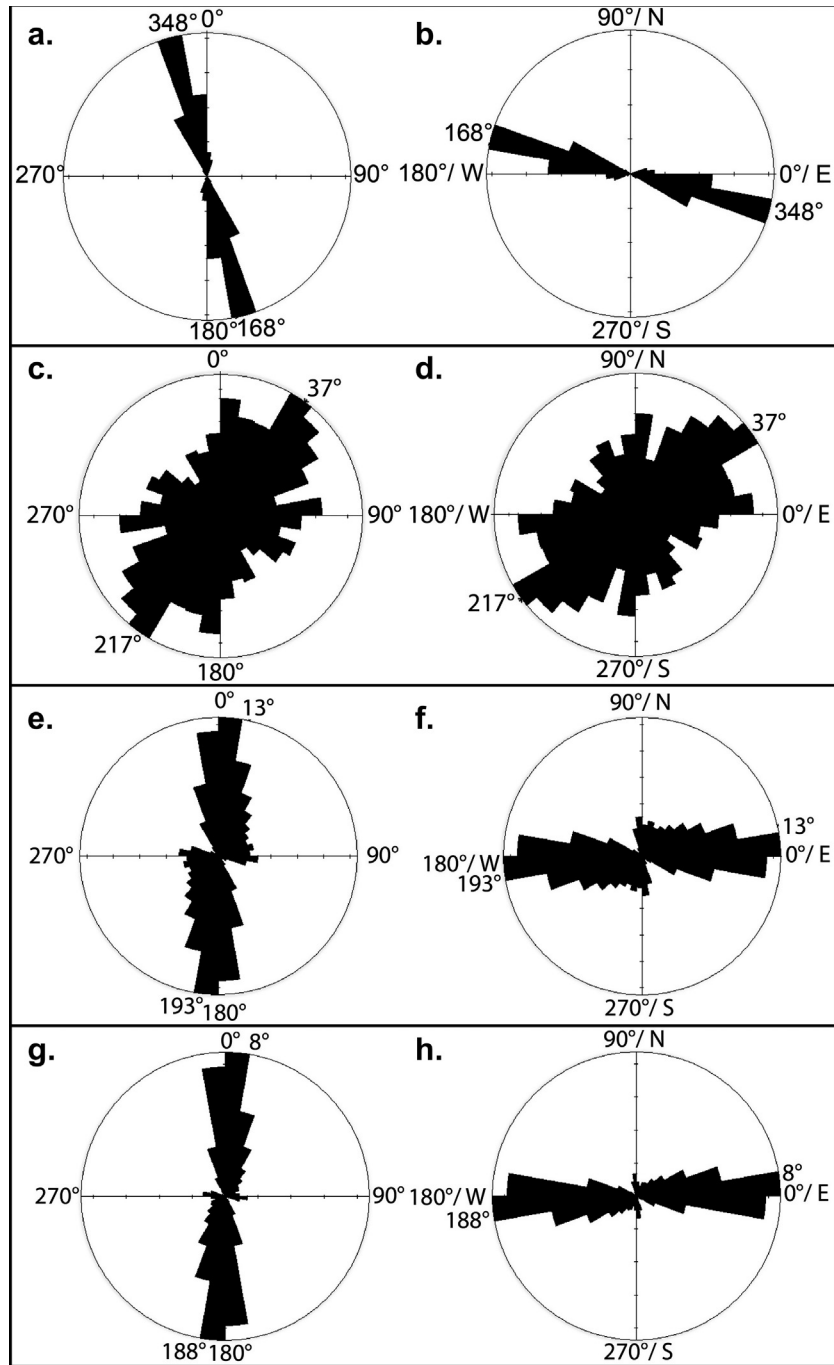 a.
348° 0°
270°
90°
180° 168°
b.
90°/ N
168°
180°/ W
0°/ E
348°
270°/ S
c.
0°
37°
270°
90°
217°
180°
d.
90°/ N
37°
180°/ W
0°/ E
217°
270°/ S
e.
0° 13°
270°
90°
193° 180°
f.
90°/ N
13°
180°/ W
0°/ E
193°
270°/ S
g.
0° 8°
270°
90°
188° 180°
h.
90°/ N
8°
180°/ W
0°/ E
188°
270°/ S